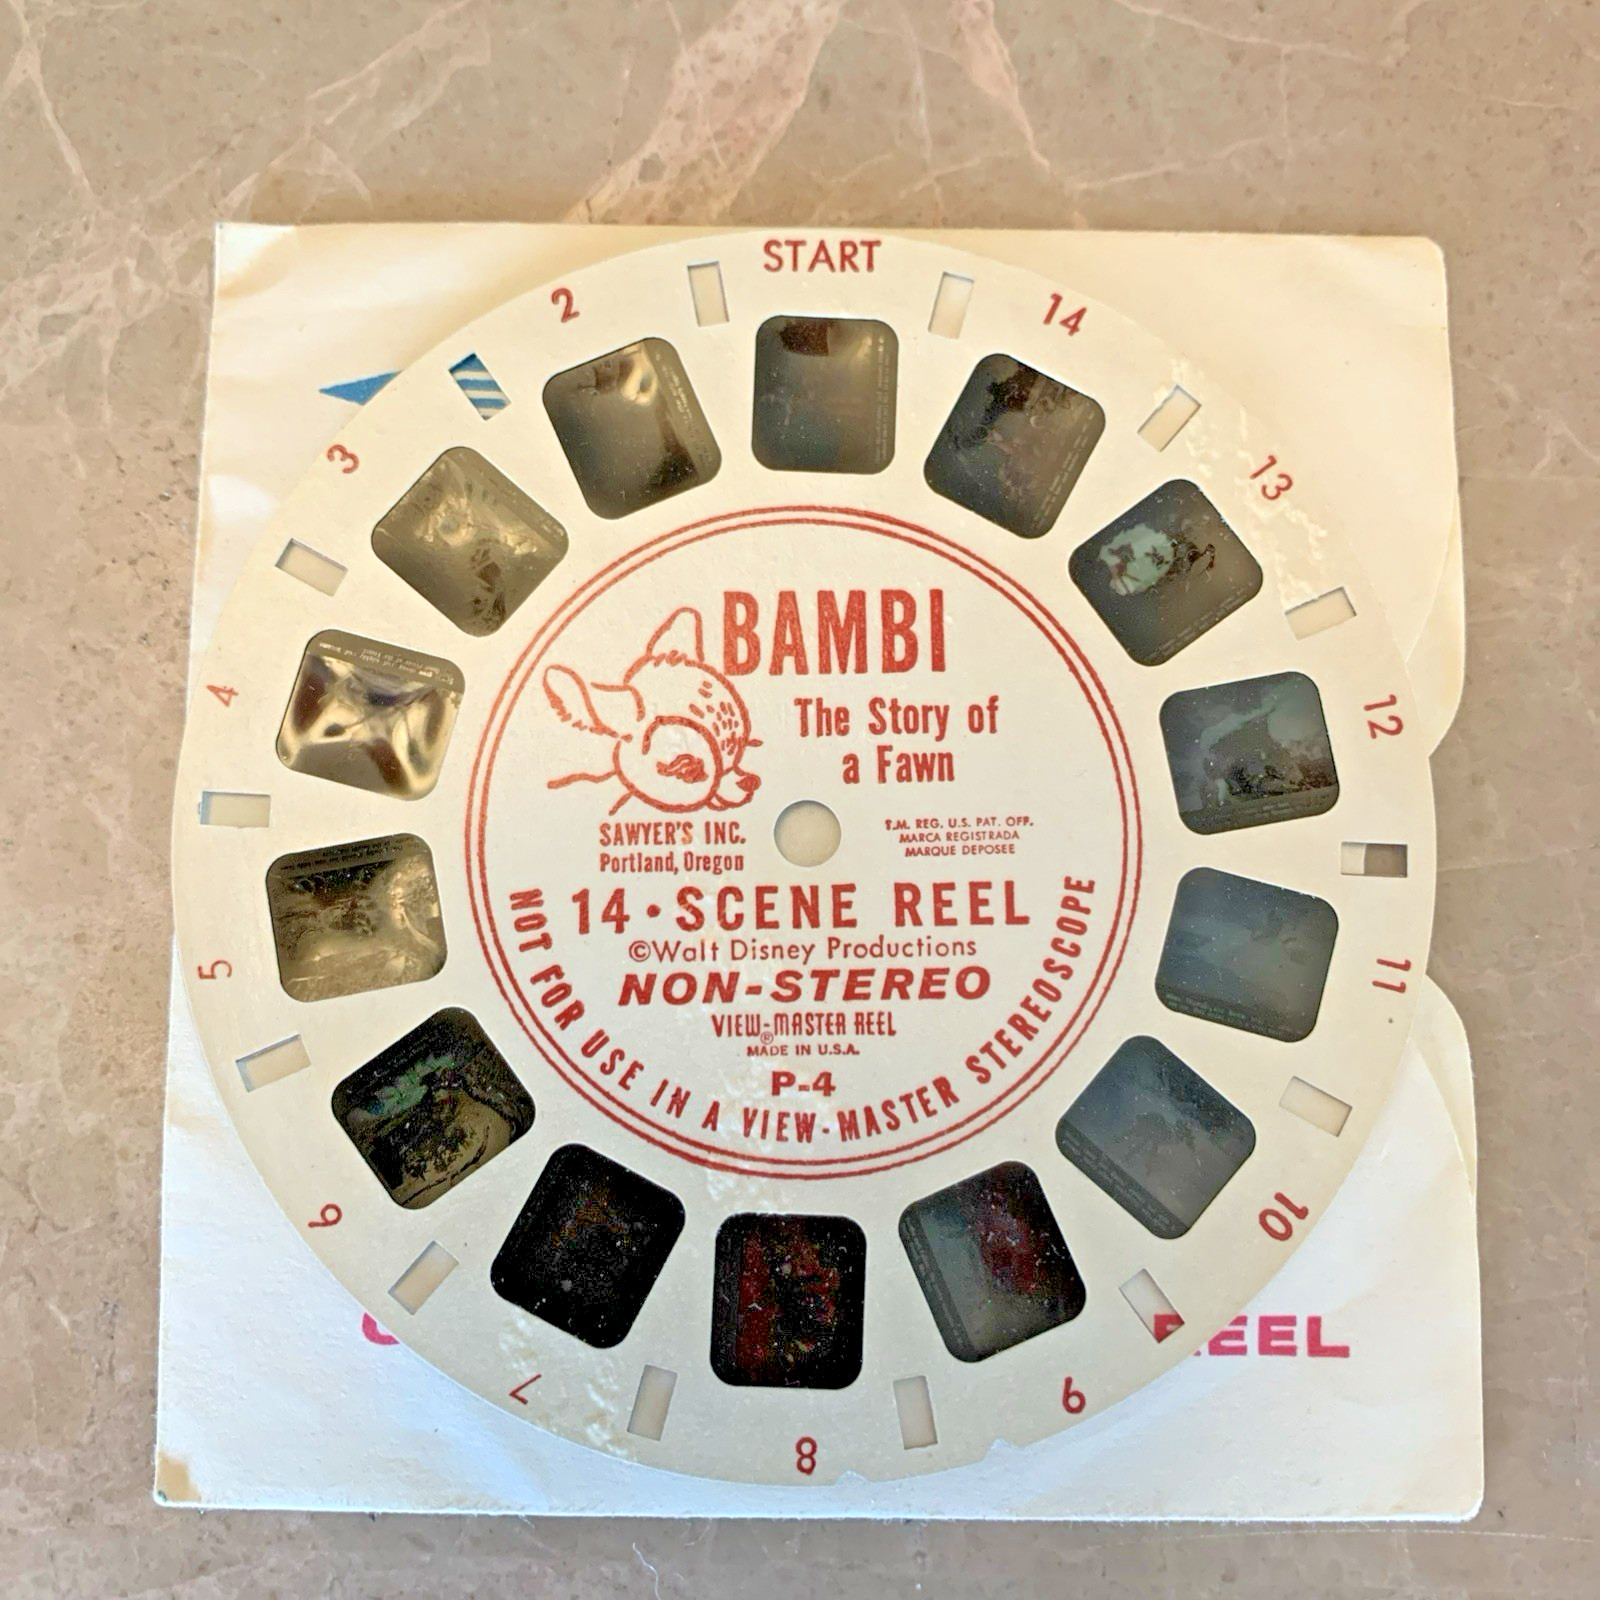 START
2
3
4
5
6
7
8
9
10
11
12
13
14
BAMBI
The Story of
a Fawn
SAWYER'S INC.
Portland, Oregon
T.M. REG. U.S. PAT. OFF.
MARCA REGISTRADA
MARQUE DEPOSEE
14·SCENE REEL
©Walt Disney Productions
NON-STEREO
VIEW-MASTER REEL
®
MADE IN U.S.A.
P-4
NOT FOR USE IN A VIEW-MASTER STEREOSCOPE
REEL